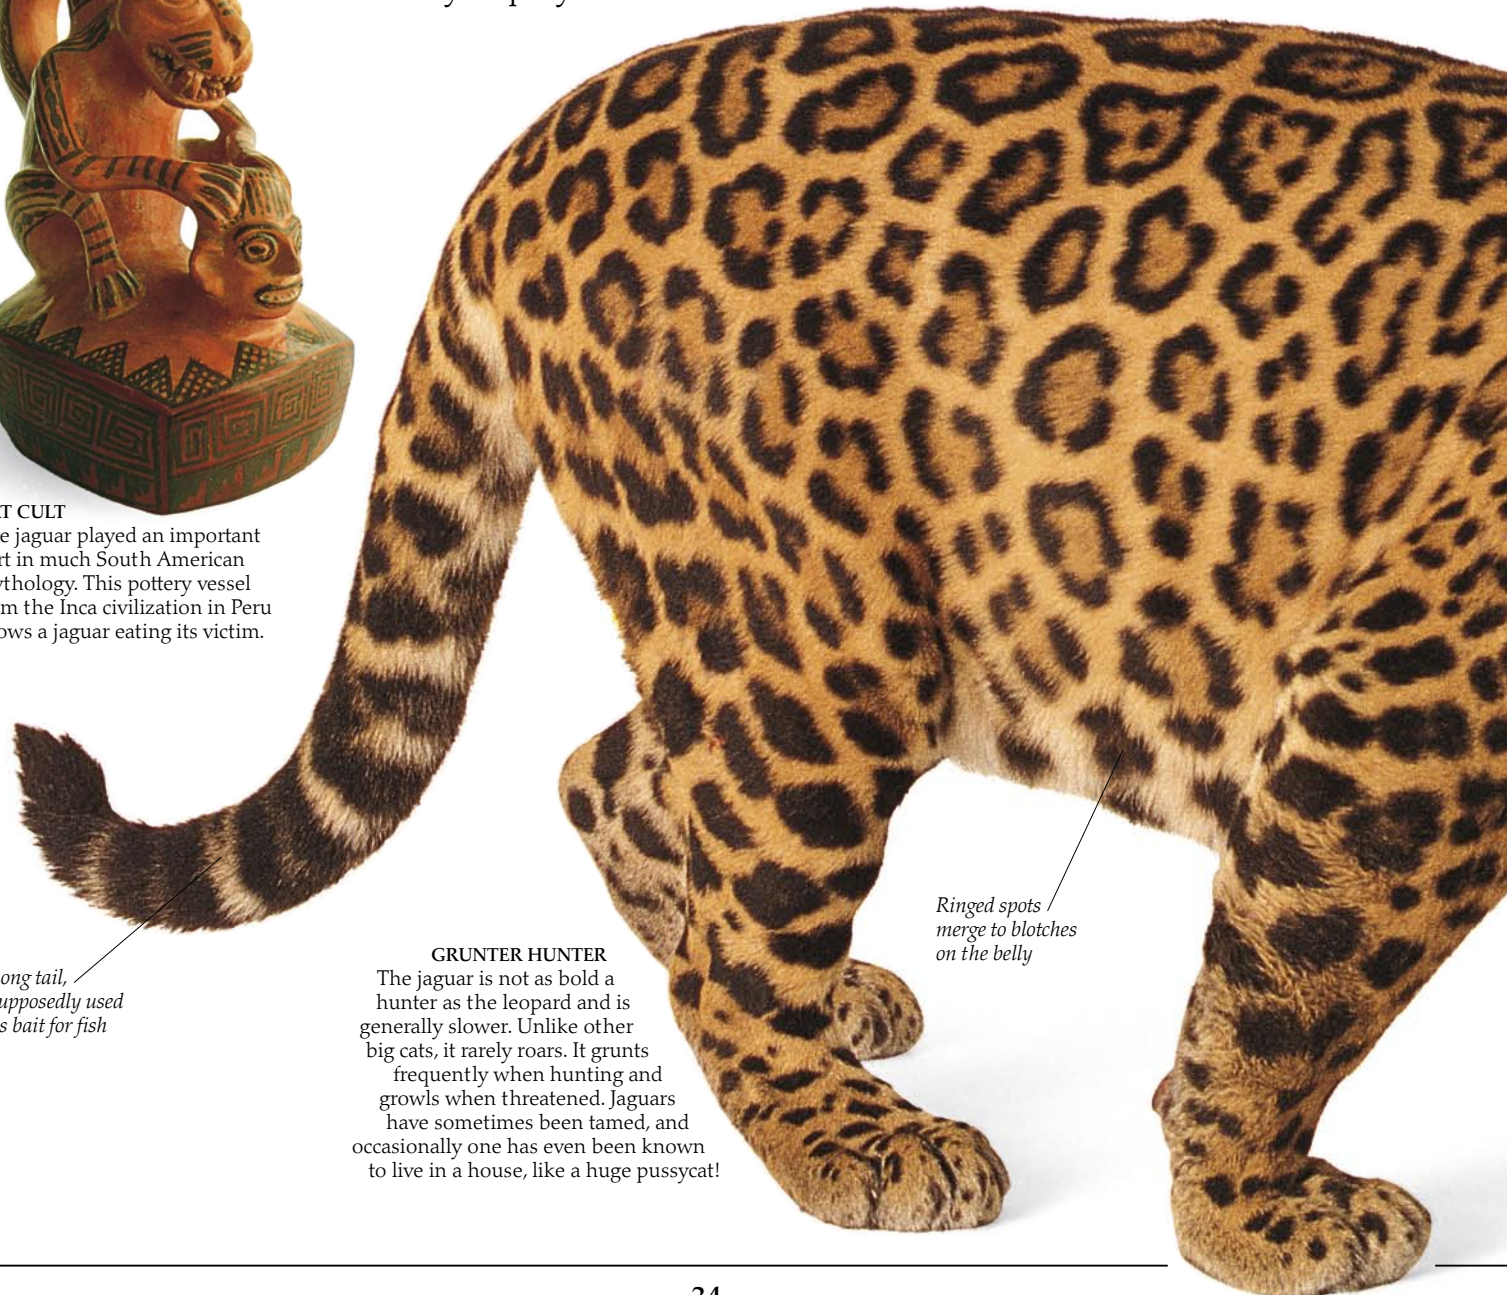 AT CULT
e jaguar played an important
rt in much South American
ythology. This pottery vessel
m the Inca civilization in Peru
ows a jaguar eating its victim.
ong tail,
upposedly used
s bait for fish
GRUNTER HUNTER
The jaguar is not as bold a
hunter as the leopard and is
generally slower. Unlike other
big cats, it rarely roars. It grunts
frequently when hunting and
growls when threatened. Jaguars
have sometimes been tamed, and
occasionally one has even been known
to live in a house, like a huge pussycat!
Ringed spots
merge to blotches
on the belly